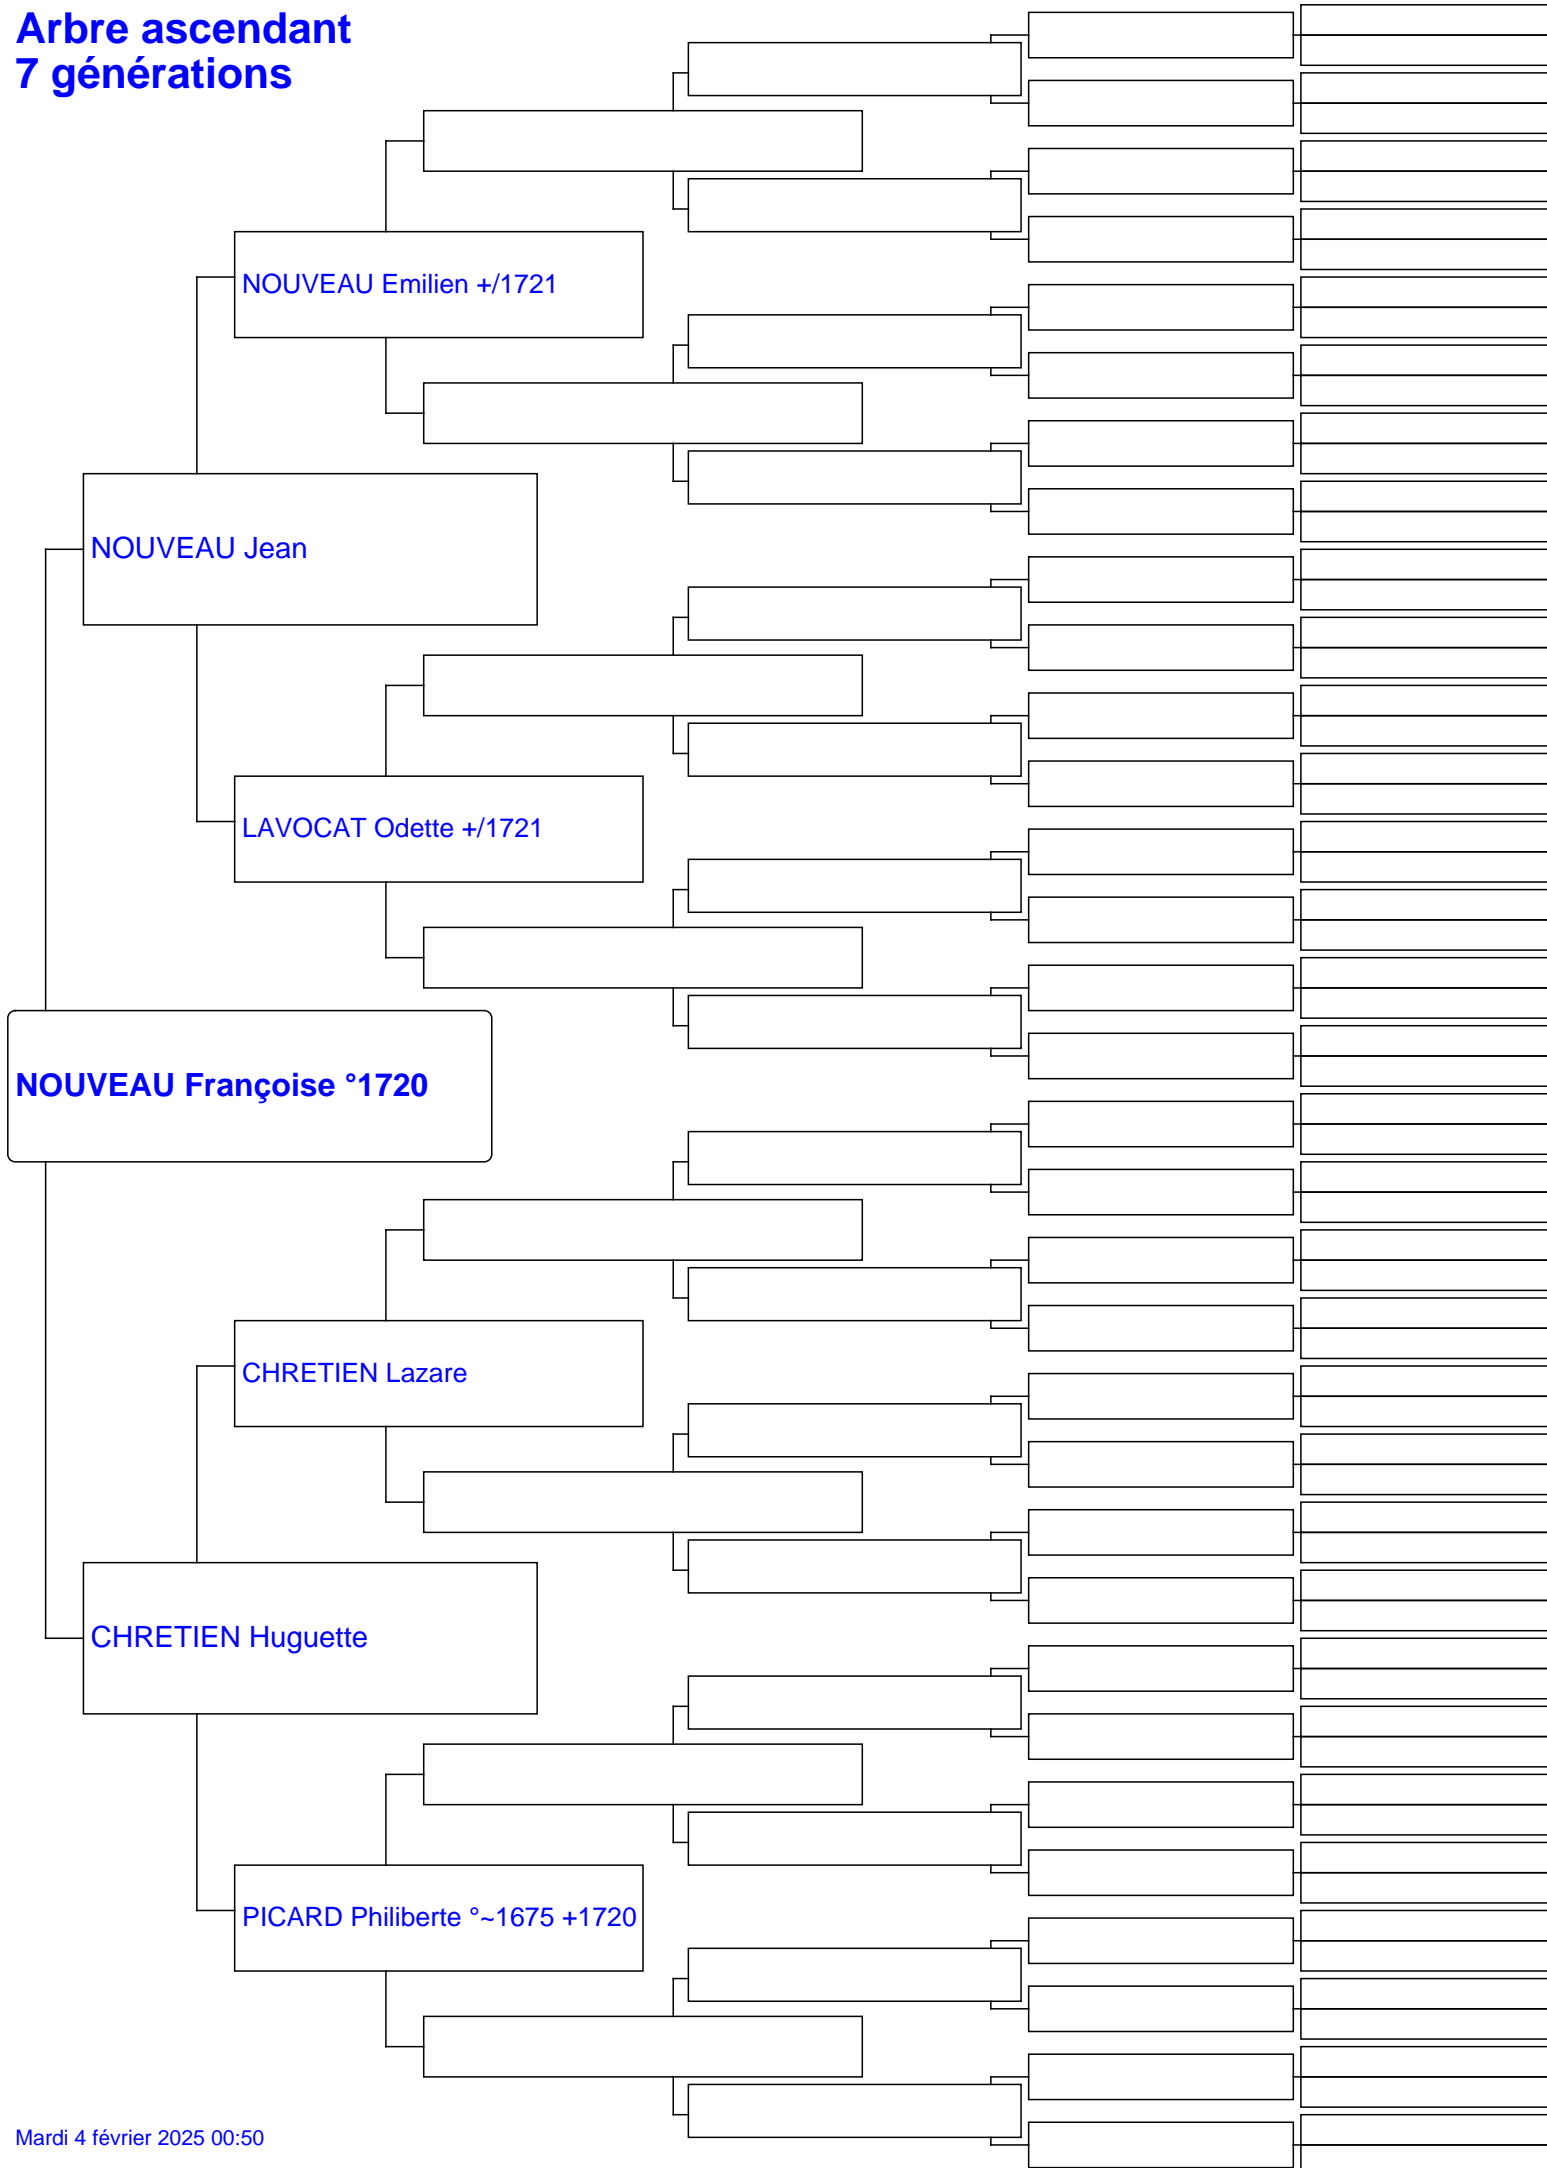 Arbre ascendant
7 générations
NOUVEAU Emilien +/1721
NOUVEAU Jean
LAVOCAT Odette +/1721
NOUVEAU Françoise °1720
CHRETIEN Lazare
CHRETIEN Huguette
PICARD Philiberte °~1675 +1720
Mardi 4 février 2025 00:50